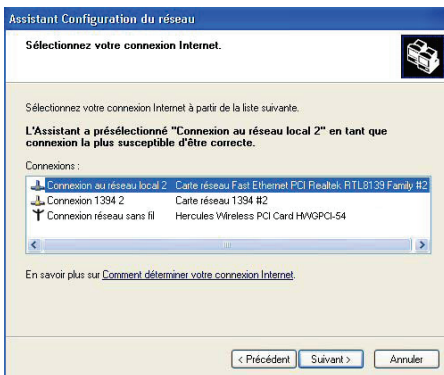 Assistant Configuration du réseau
Sélectionnez votre connexion Internet.
Sélectionnez votre connexion Internet à partir de la liste suivante.
L'Assistant a présélectionné "Connexion au réseau local 2" en tant que
connexion la plus susceptible d'être correcte.
Connexions :
Connexion au réseau local 2 Carte réseau Fast Ethernet PCI Realtek RTL8139 Family #2
Connexion 1394 2 Carte réseau 1394 #2
Connexion réseau sans fil Hercules Wireless PCI Card HWGPCI-54
En savoir plus sur Comment déterminer votre connexion Internet.
< Précédent Suivant > Annuler